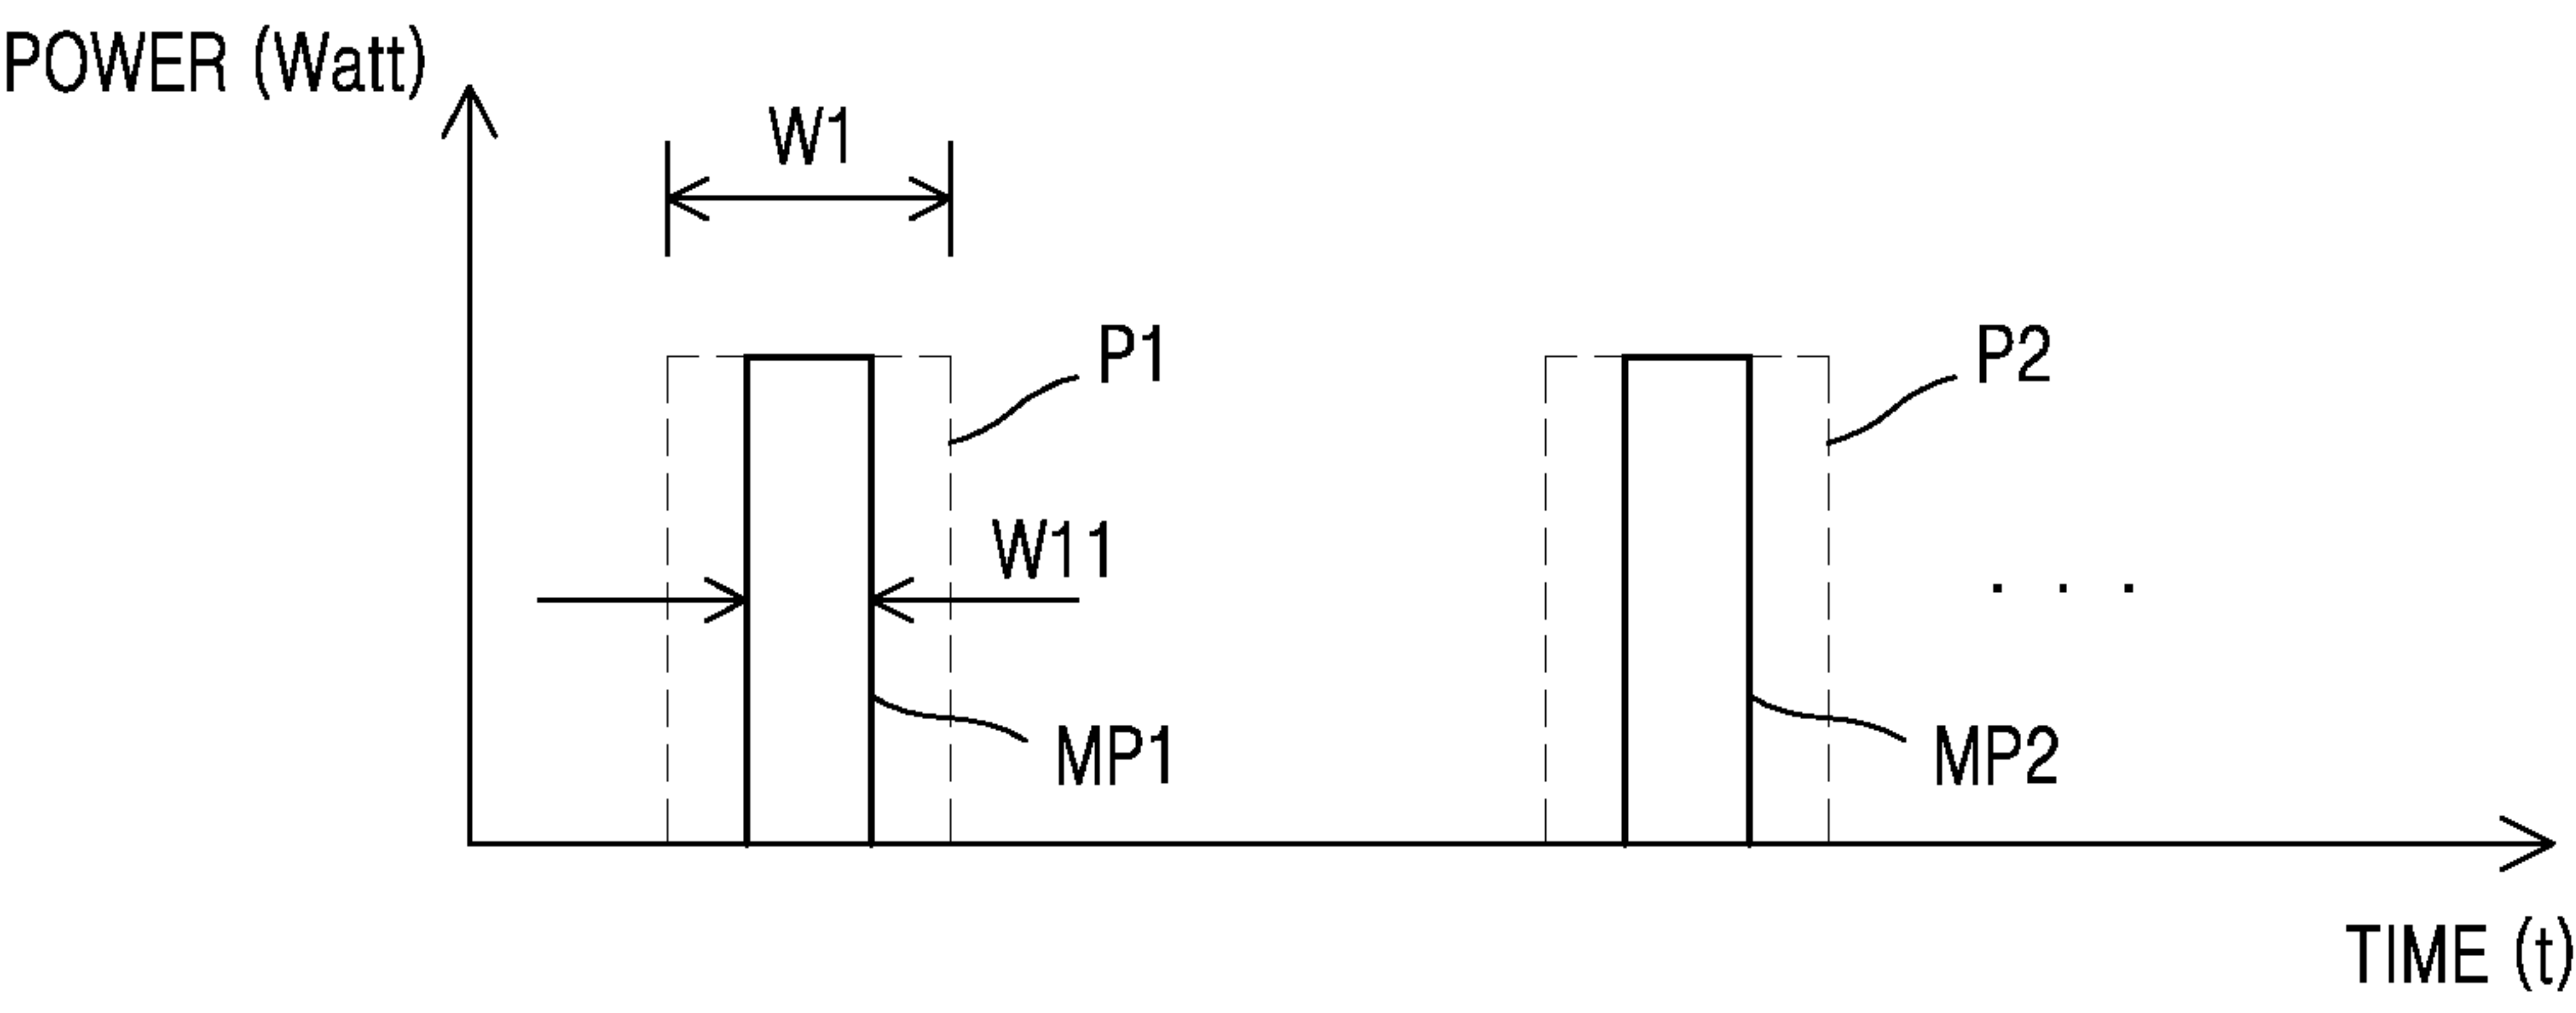 POWER (Watt)
W1
P1
P2
W11
. . .
MP1
MP2
TIME (t)